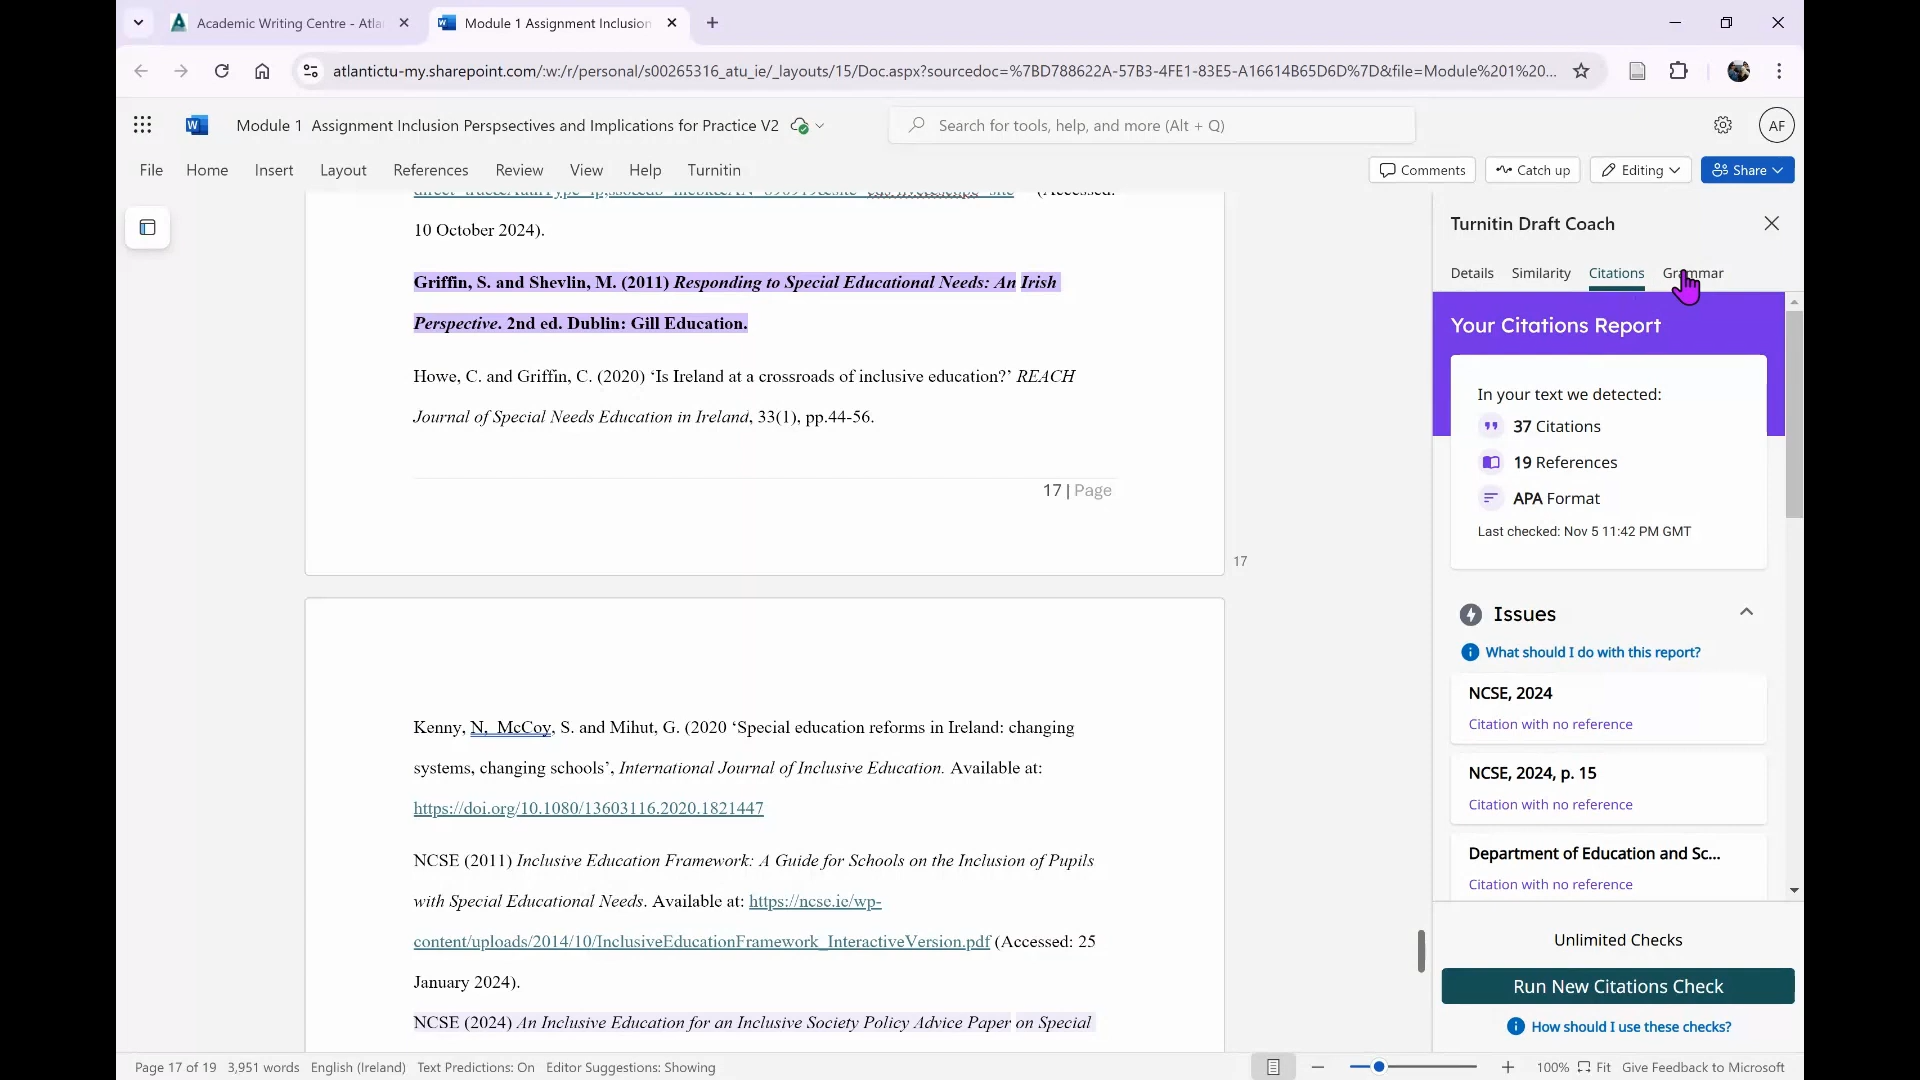 Academic Writing Centre - Atla
Module 1 Assignment Inclusion
atlantictu-my.sharepoint.com/:w:/r/personal/s00265316_atu_ie/_layouts/15/Doc.aspx?sourcedoc=%7BD788622A-57B3-4FE1-83E5-A16614B65D6D%7D&file=Module%201%20...
Module 1  Assignment Inclusion Perspsectives and Implications for Practice V2
Search for tools, help, and more (Alt + Q)
AF
File Home Insert Layout References Review View Help Turnitin
Comments Catch up Editing Share
(Accessed:
10 October 2024).
Griffin, S. and Shevlin, M. (2011) Responding to Special Educational Needs: An Irish
Perspective. 2nd ed. Dublin: Gill Education.
Howe, C. and Griffin, C. (2020) ‘Is Ireland at a crossroads of inclusive education?’ REACH
Journal of Special Needs Education in Ireland, 33(1), pp.44-56.
17 | Page
17
Kenny, N, McCoy, S. and Mihut, G. (2020 ‘Special education reforms in Ireland: changing
systems, changing schools’, International Journal of Inclusive Education. Available at:
https://doi.org/10.1080/13603116.2020.1821447
NCSE (2011) Inclusive Education Framework: A Guide for Schools on the Inclusion of Pupils
with Special Educational Needs. Available at: https://ncse.ie/wp-
content/uploads/2014/10/InclusiveEducationFramework_InteractiveVersion.pdf (Accessed: 25
January 2024).
NCSE (2024) An Inclusive Education for an Inclusive Society Policy Advice Paper on Special
Turnitin Draft Coach
Details Similarity Citations Grammar
Your Citations Report
In your text we detected:
37 Citations
19 References
APA Format
Last checked: Nov 5 11:42 PM GMT
Issues
What should I do with this report?
NCSE, 2024
Citation with no reference
NCSE, 2024, p. 15
Citation with no reference
Department of Education and Sc...
Citation with no reference
Unlimited Checks
Run New Citations Check
How should I use these checks?
Page 17 of 19 3,951 words English (Ireland) Text Predictions: On Editor Suggestions: Showing
100% Fit Give Feedback to Microsoft